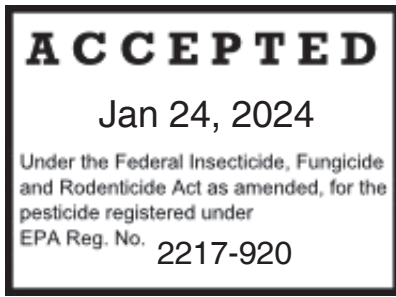 ACCEPTED
Jan 24, 2024
Under the Federal Insecticide, Fungicide
and Rodenticide Act as amended, for the
pesticide registered under
EPA Reg. No. 2217-920